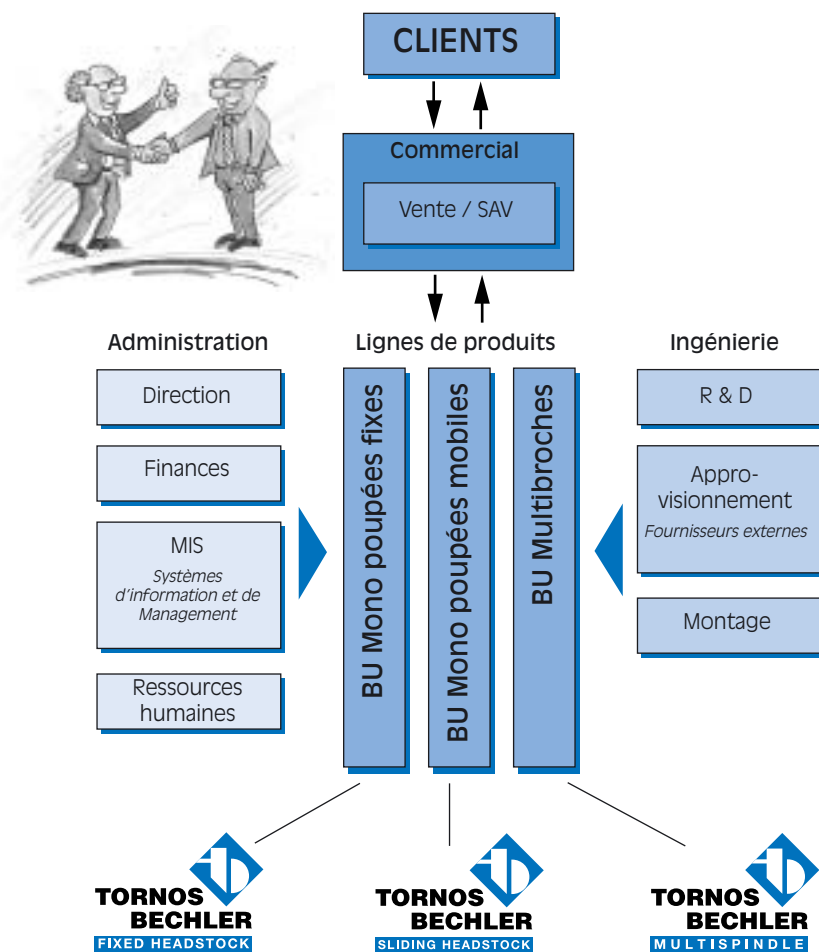 CLIENTS
Commercial
Vente / SAV
Administration
Lignes de produits
Ingénierie
Direction
Finances
MIS
Systèmes
d'information et de
Management
Ressources
humaines
BU Mono poupées fixes
BU Mono poupées mobiles
BU Multibroches
R & D
Appro-
visionnement
Fournisseurs externes
Montage
TORNOS
BECHLER
FIXED HEADSTOCK
TORNOS
BECHLER
SLIDING HEADSTOCK
TORNOS
BECHLER
MULTISPINDLE